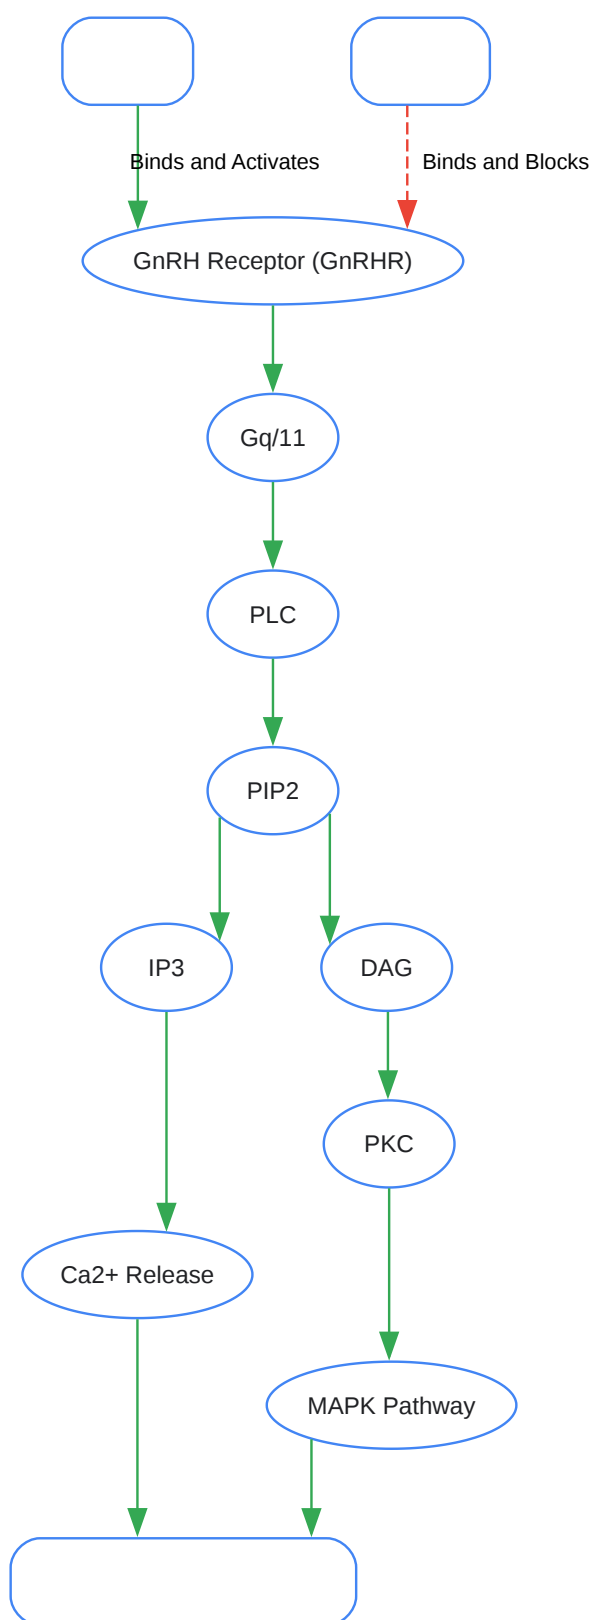 Binds and Activates
Binds and Blocks
GnRH Receptor (GnRHR)
Gq/11
PLC
PIP2
IP3
DAG
PKC
Ca2+ Release
MAPK Pathway